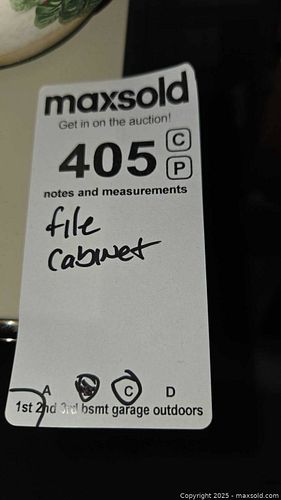 maxsold
Get in on the auction!
405 C
P
notes and measurements
file
cabinet
A C D
1st 2nd 3rd bsmt garage outdoors
Copyright © 2025 - maxsold.com